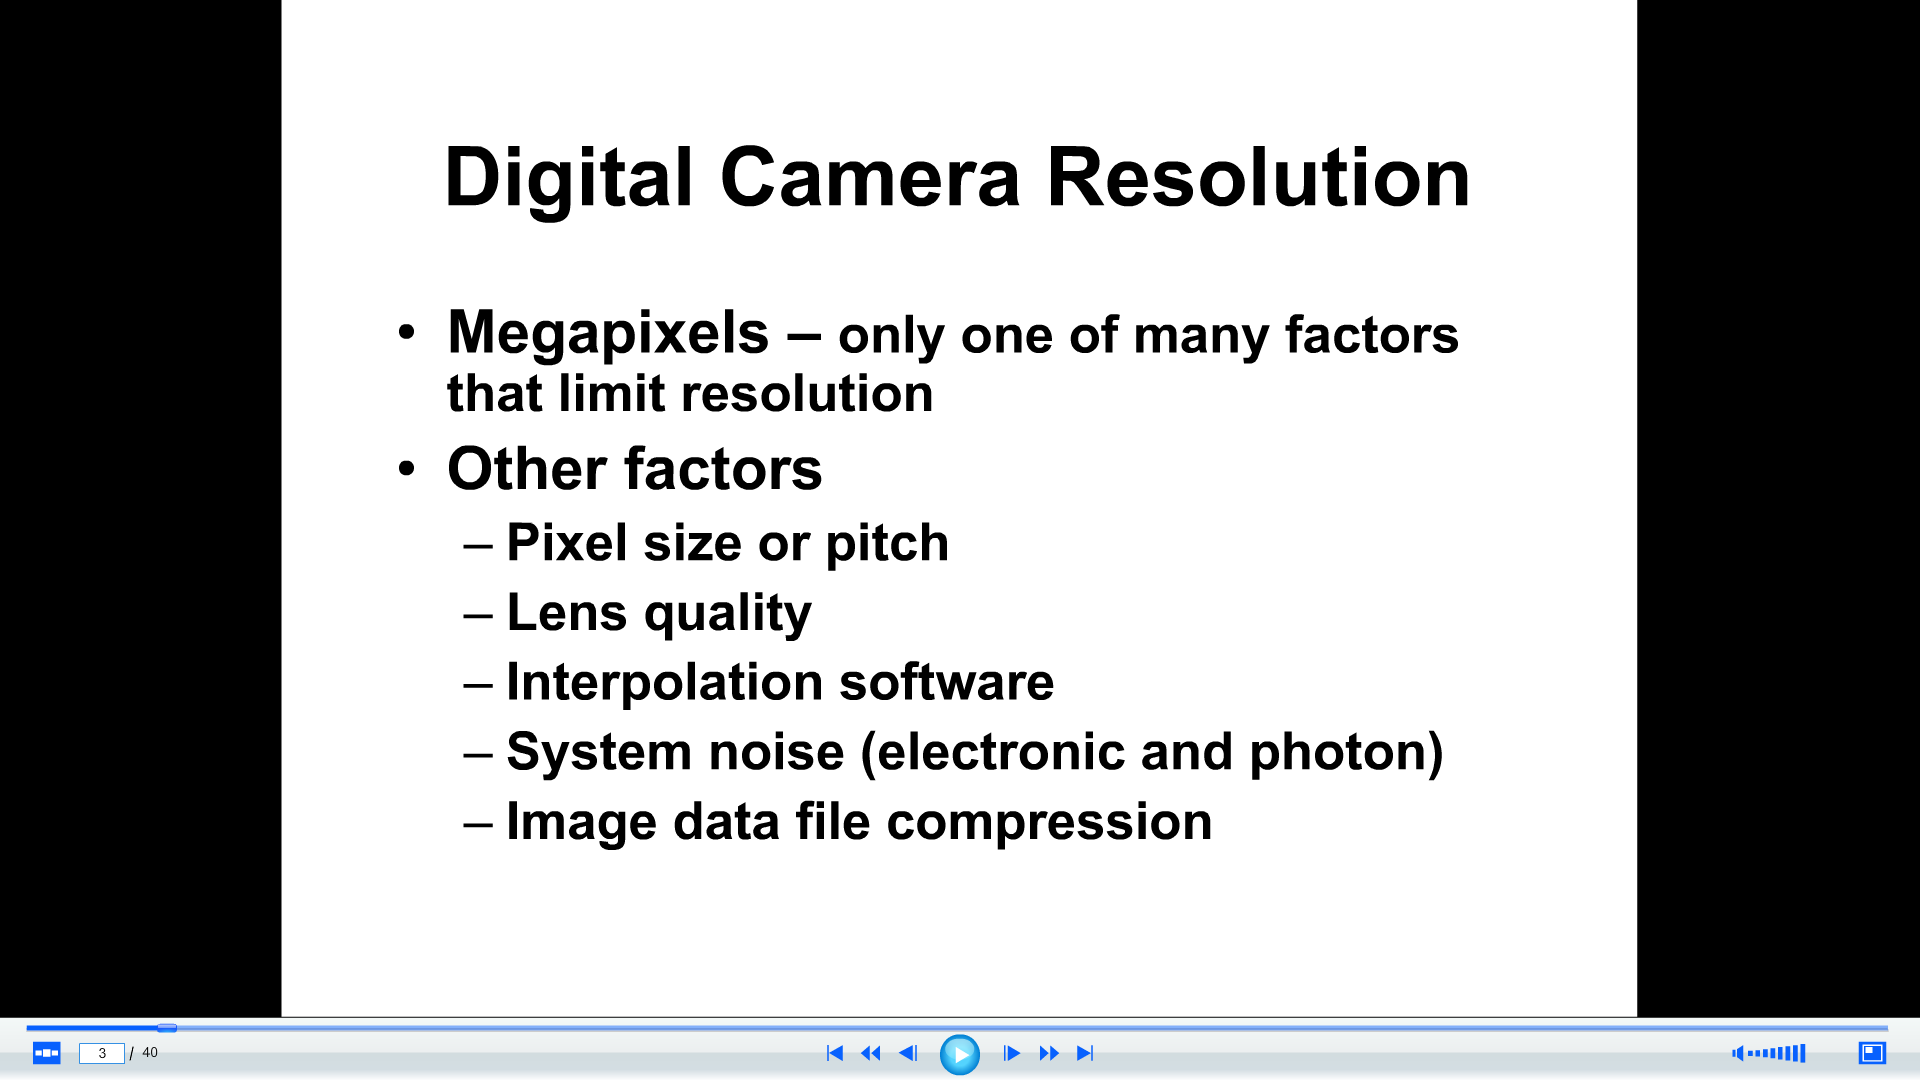 Digital Camera Resolution
• Megapixels – only one of many factors
that limit resolution
• Other factors
– Pixel size or pitch
– Lens quality
– Interpolation software
– System noise (electronic and photon)
– Image data file compression
3 / 40